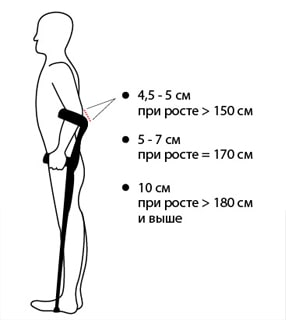 4,5 - 5 см
при росте > 150 см
5 - 7 см
при росте = 170 см
10 см
при росте > 180 см
и выше